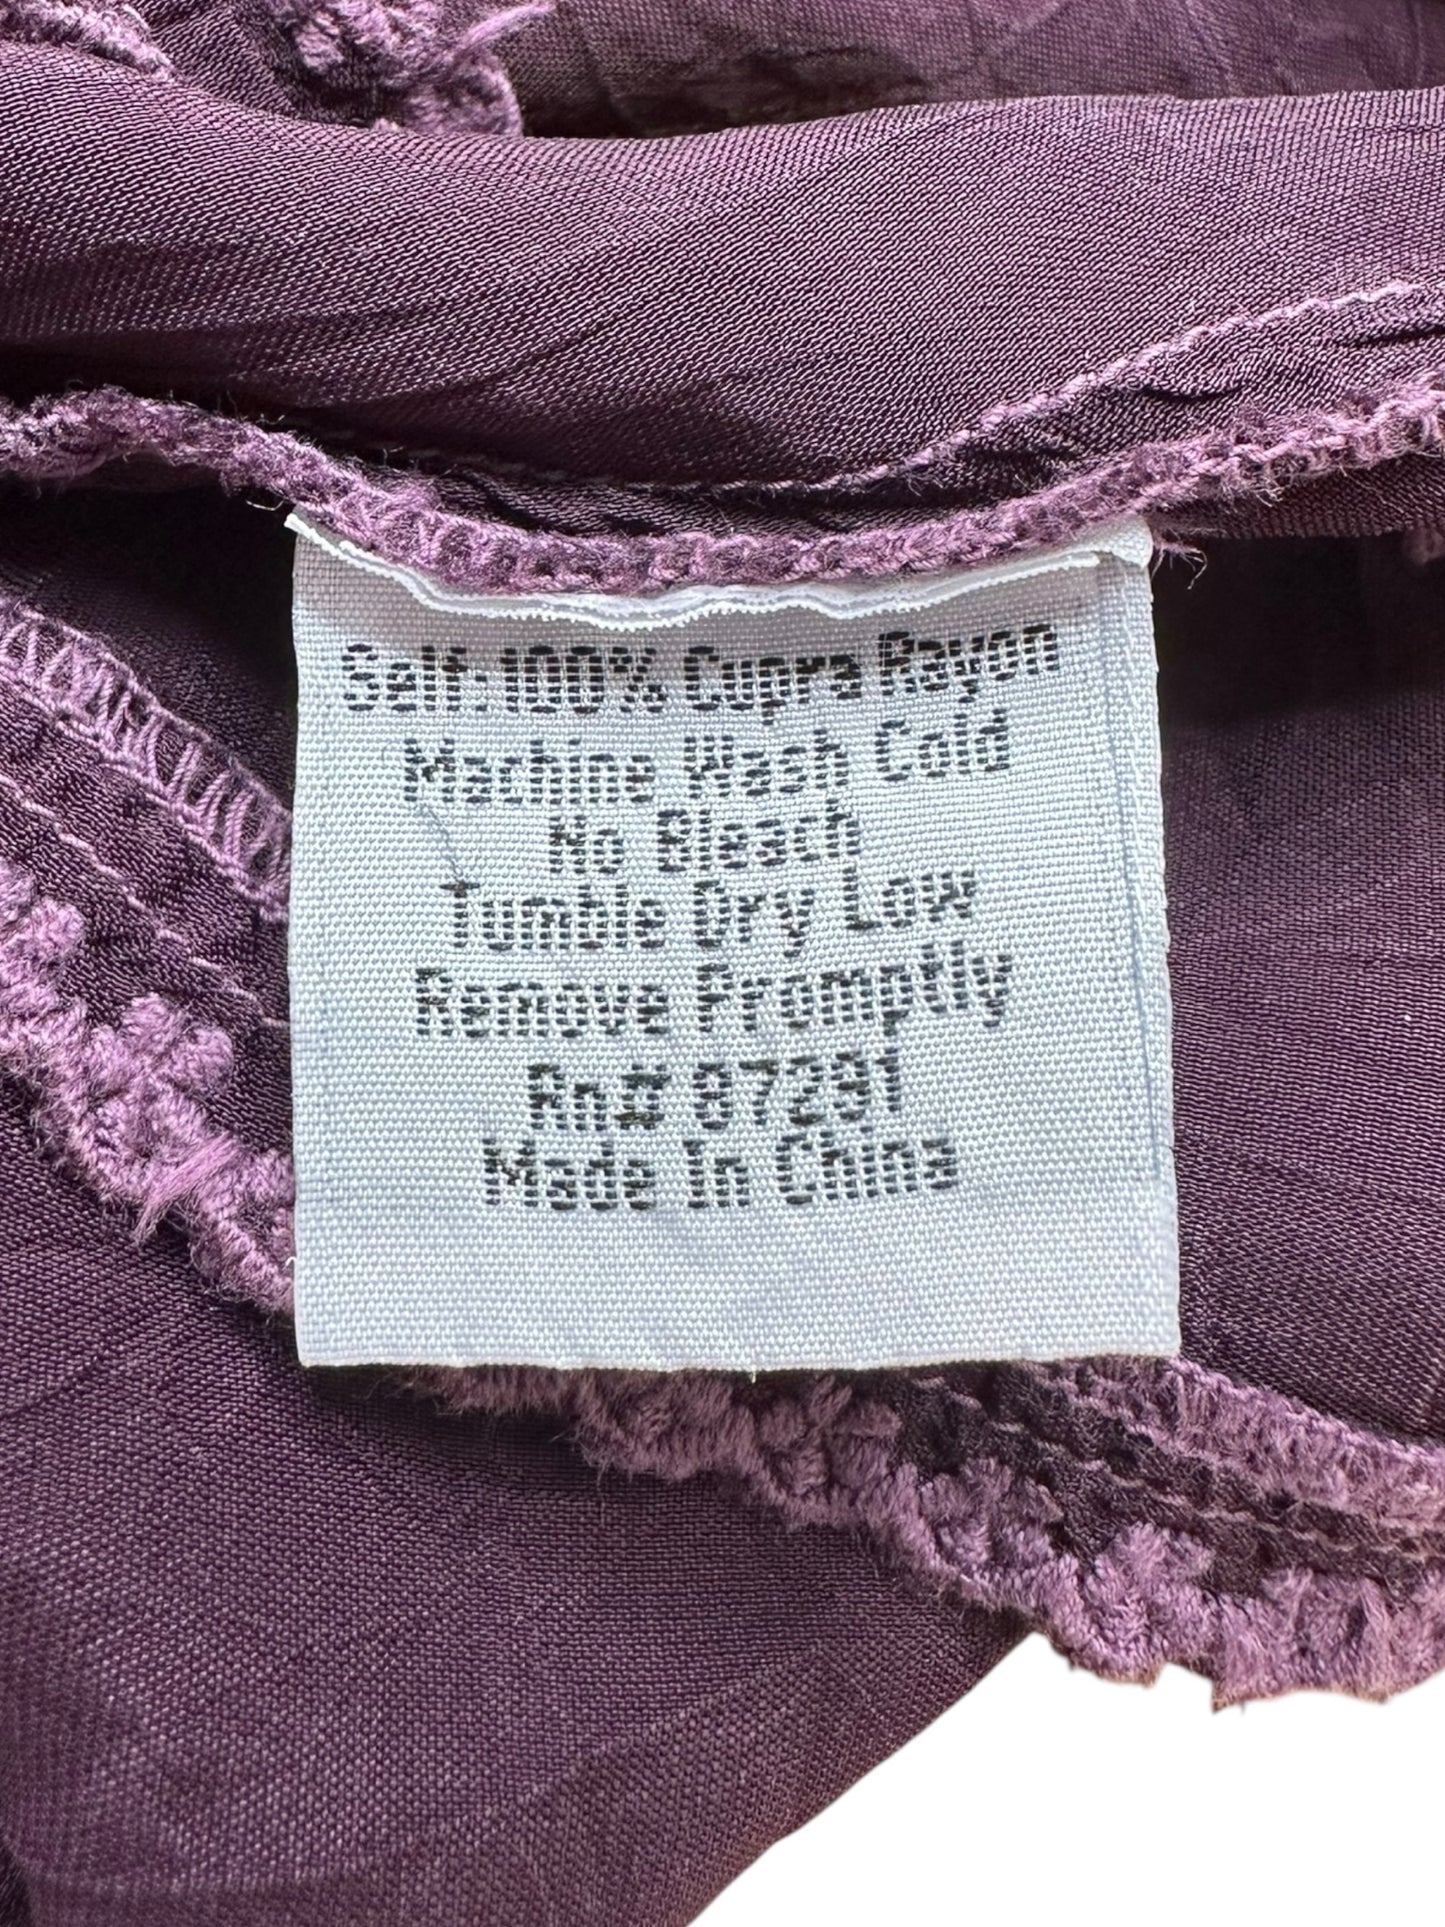 Self: 100% Cupra Rayon
Machine Wash Cold
No Bleach
Tumble Dry Low
Remove Promptly
Rn# 87291
Made In China